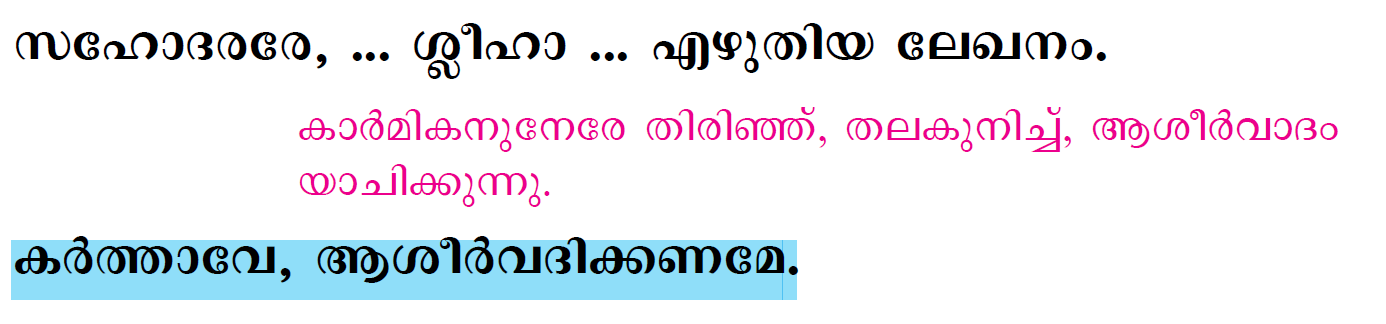 സഹോദരരേ, ... ശ്ലീഹാ ... എഴുതിയ ലേഖനം.
കാർമികനുനേരേ തിരിഞ്ഞ്, തലകുനിച്ച്, ആശീർവാദം
യാചിക്കുന്നു.
കർത്താവേ, ആശീർവദിക്കണമേ.